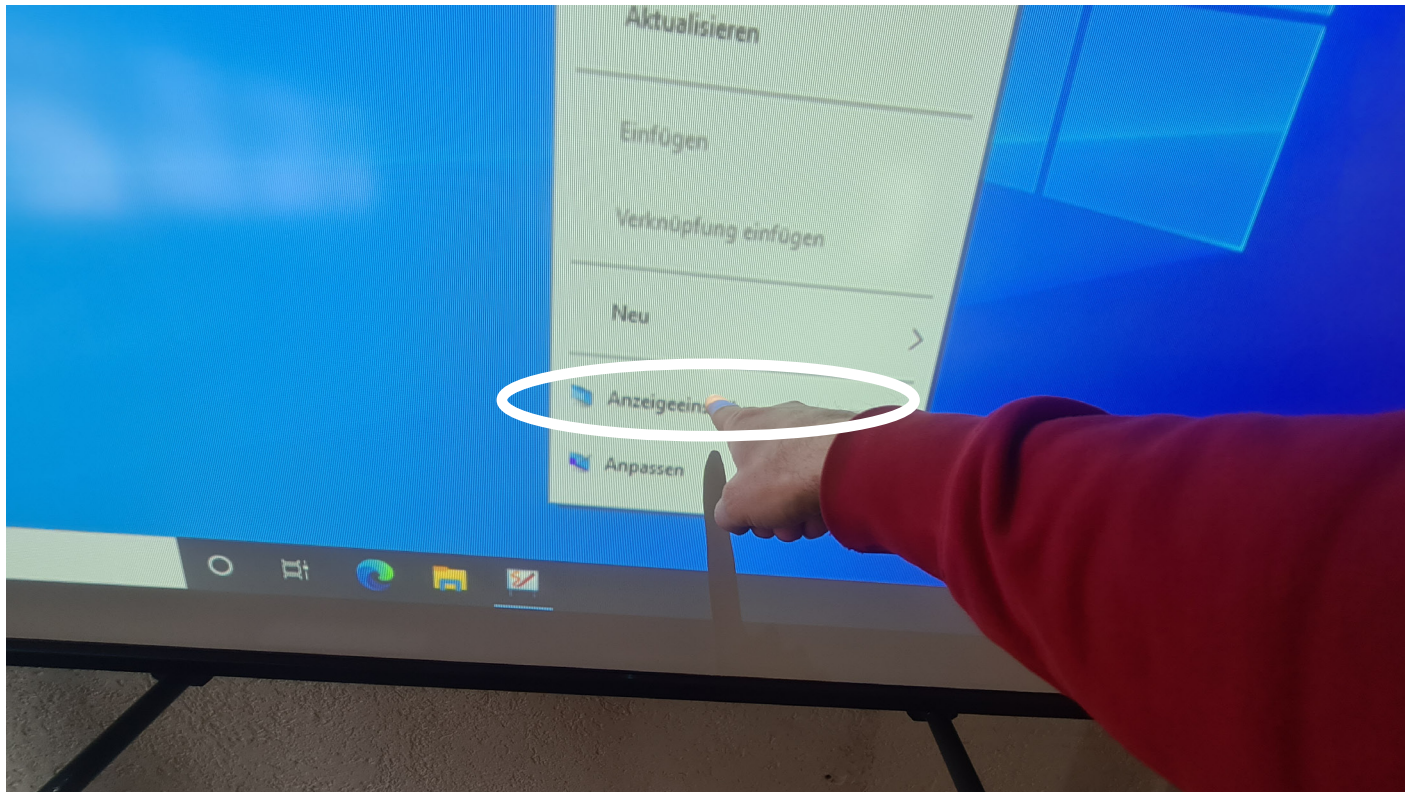 Aktualisieren
Einfügen
Verknüpfung einfügen
Neu
Anzeigeeins
Anpassen